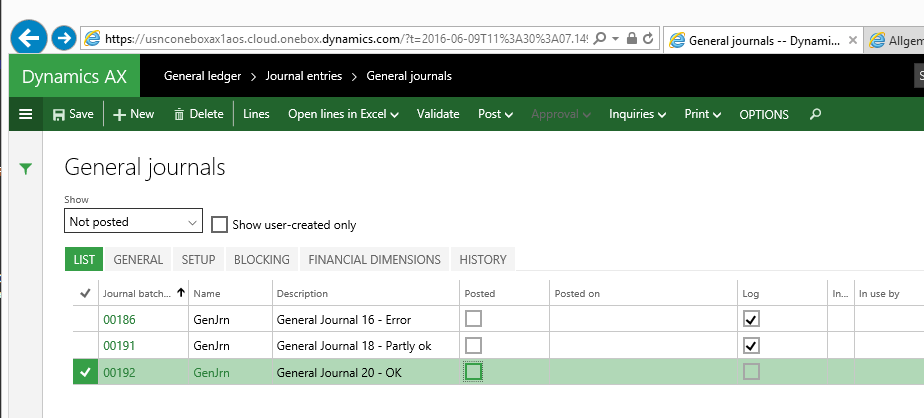 https://usnconeboxax1aos.cloud.onebox.dynamics.com/?t=2016-06-09T11%3A30%3A07.149 General journals -- Dynami... Allgem
Dynamics AX General ledger > Journal entries > General journals S
Save New Delete Lines Open lines in Excel Validate Post Approval Inquiries Print OPTIONS
General journals
Show
Not posted Show user-created only
LIST GENERAL SETUP BLOCKING FINANCIAL DIMENSIONS HISTORY
Journal batch... Name Description Posted Posted on Log In... In use by
00186 GenJrn General Journal 16 - Error
00191 GenJrn General Journal 18 - Partly ok
00192 GenJrn General Journal 20 - OK